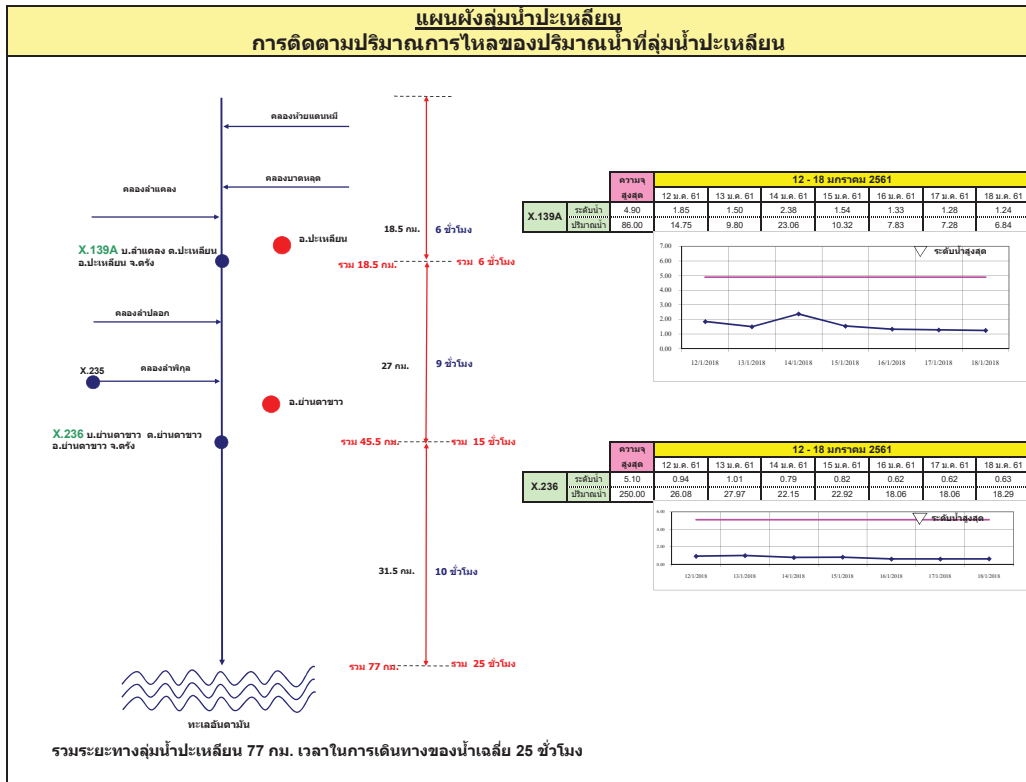 แผนผังลุ่มน้ำปะเหลียน
การติดตามปริมาณการไหลของปริมาณน้ำที่ลุ่มน้ำปะเหลียน
คลองห้วยแดนหมี
คลองบาดหลุด
คลองลำแคลง
18.5 กม.
6 ชั่วโมง
อ.ปะเหลียน
X.139A บ.ลำแคลง ต.ปะเหลียน
อ.ปะเหลียน จ.ตรัง
รวม 18.5 กม.
รวม 6 ชั่วโมง
คลองลำปลอก
X.235
คลองลำพิกุล
27 กม.
9 ชั่วโมง
อ.ย่านตาขาว
X.236 บ.ย่านตาขาว ต.ย่านตาขาว
อ.ย่านตาขาว จ.ตรัง
รวม 45.5 กม.
รวม 15 ชั่วโมง
31.5 กม.
10 ชั่วโมง
รวม 77 กม.
รวม 25 ชั่วโมง
ทะเลอันดามัน
รวมระยะทางลุ่มน้ำปะเหลียน 77 กม. เวลาในการเดินทางของน้ำเฉลี่ย 25 ชั่วโมง
ความจุ
สูงสุด
12 - 18 มกราคม 2561
12 ม.ค. 61 13 ม.ค. 61 14 ม.ค. 61 15 ม.ค. 61 16 ม.ค. 61 17 ม.ค. 61 18 ม.ค. 61
X.139A
ระดับน้ำ 4.90 1.85 1.50 2.38 1.54 1.33 1.28 1.24
ปริมาณน้ำ 86.00 14.75 9.80 23.06 10.32 7.83 7.28 6.84
ระดับน้ำสูงสุด
7.00
6.00
5.00
4.00
3.00
2.00
1.00
0.00
12/1/2018 13/1/2018 14/1/2018 15/1/2018 16/1/2018 17/1/2018 18/1/2018
ความจุ
สูงสุด
12 - 18 มกราคม 2561
12 ม.ค. 61 13 ม.ค. 61 14 ม.ค. 61 15 ม.ค. 61 16 ม.ค. 61 17 ม.ค. 61 18 ม.ค. 61
X.236
ระดับน้ำ 5.10 0.94 1.01 0.79 0.82 0.62 0.62 0.63
ปริมาณน้ำ 250.00 26.08 27.97 22.15 22.92 18.06 18.06 18.29
ระดับน้ำสูงสุด
6.00
4.00
2.00
0.00
12/1/2018 13/1/2018 14/1/2018 15/1/2018 16/1/2018 17/1/2018 18/1/2018